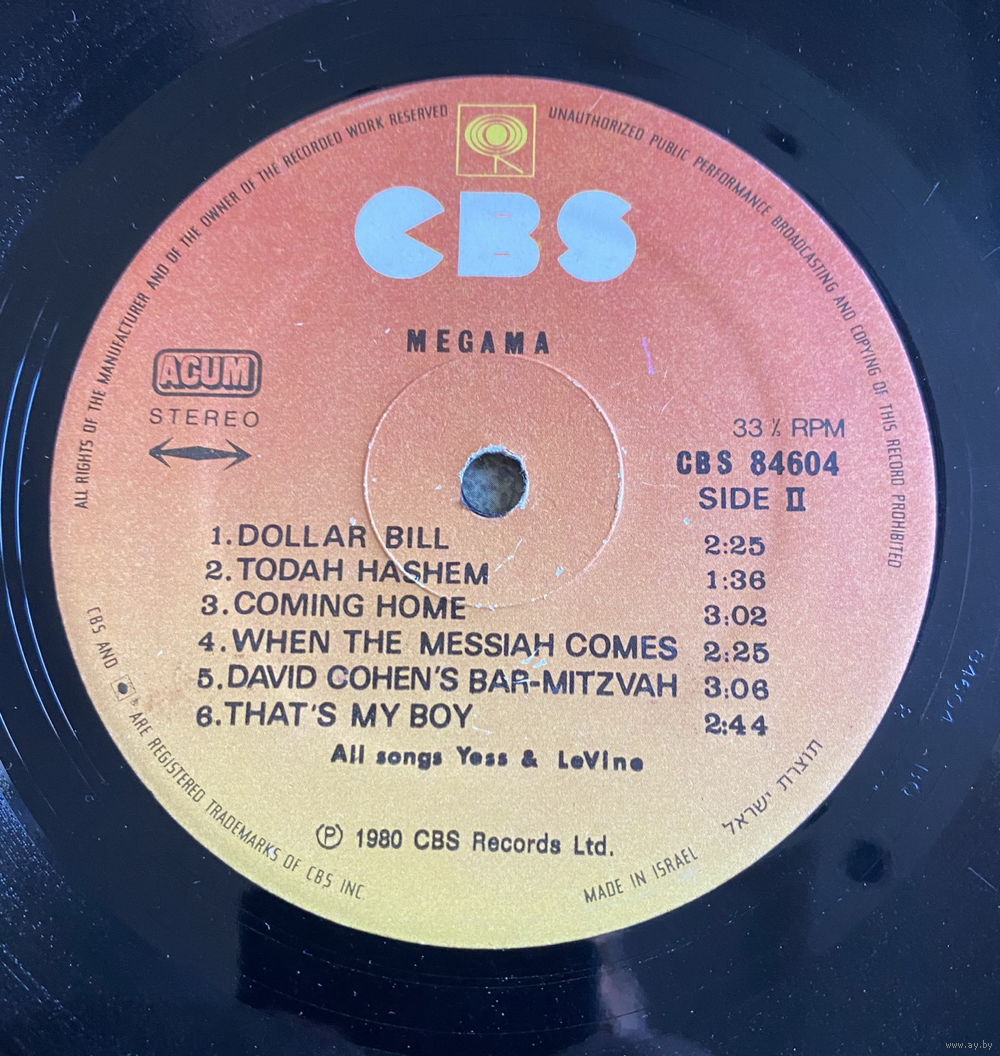 ALL RIGHTS OF THE MANUFACTURER AND OF THE OWNER OF THE RECORDED WORK RESERVED
UNAUTHORIZED PUBLIC PERFORMANCE BROADCASTING AND COPYING OF THIS RECORD PROHIBITED
CBS
MEGAMA
ACUM
STEREO
33 ⅓ RPM
CBS 84604
SIDE II
1. DOLLAR BILL 2:25
2. TODAH HASHEM 1:36
3. COMING HOME 3:02
4. WHEN THE MESSIAH COMES 2:25
5. DAVID COHEN'S BAR-MITZVAH 3:06
6. THAT'S MY BOY 2:44
All songs Yess & LeVine
℗ 1980 CBS Records Ltd.
CBS AND ® ARE REGISTERED TRADEMARKS OF CBS INC.
MADE IN ISRAEL
תוצרת ישראל
www.ay.by